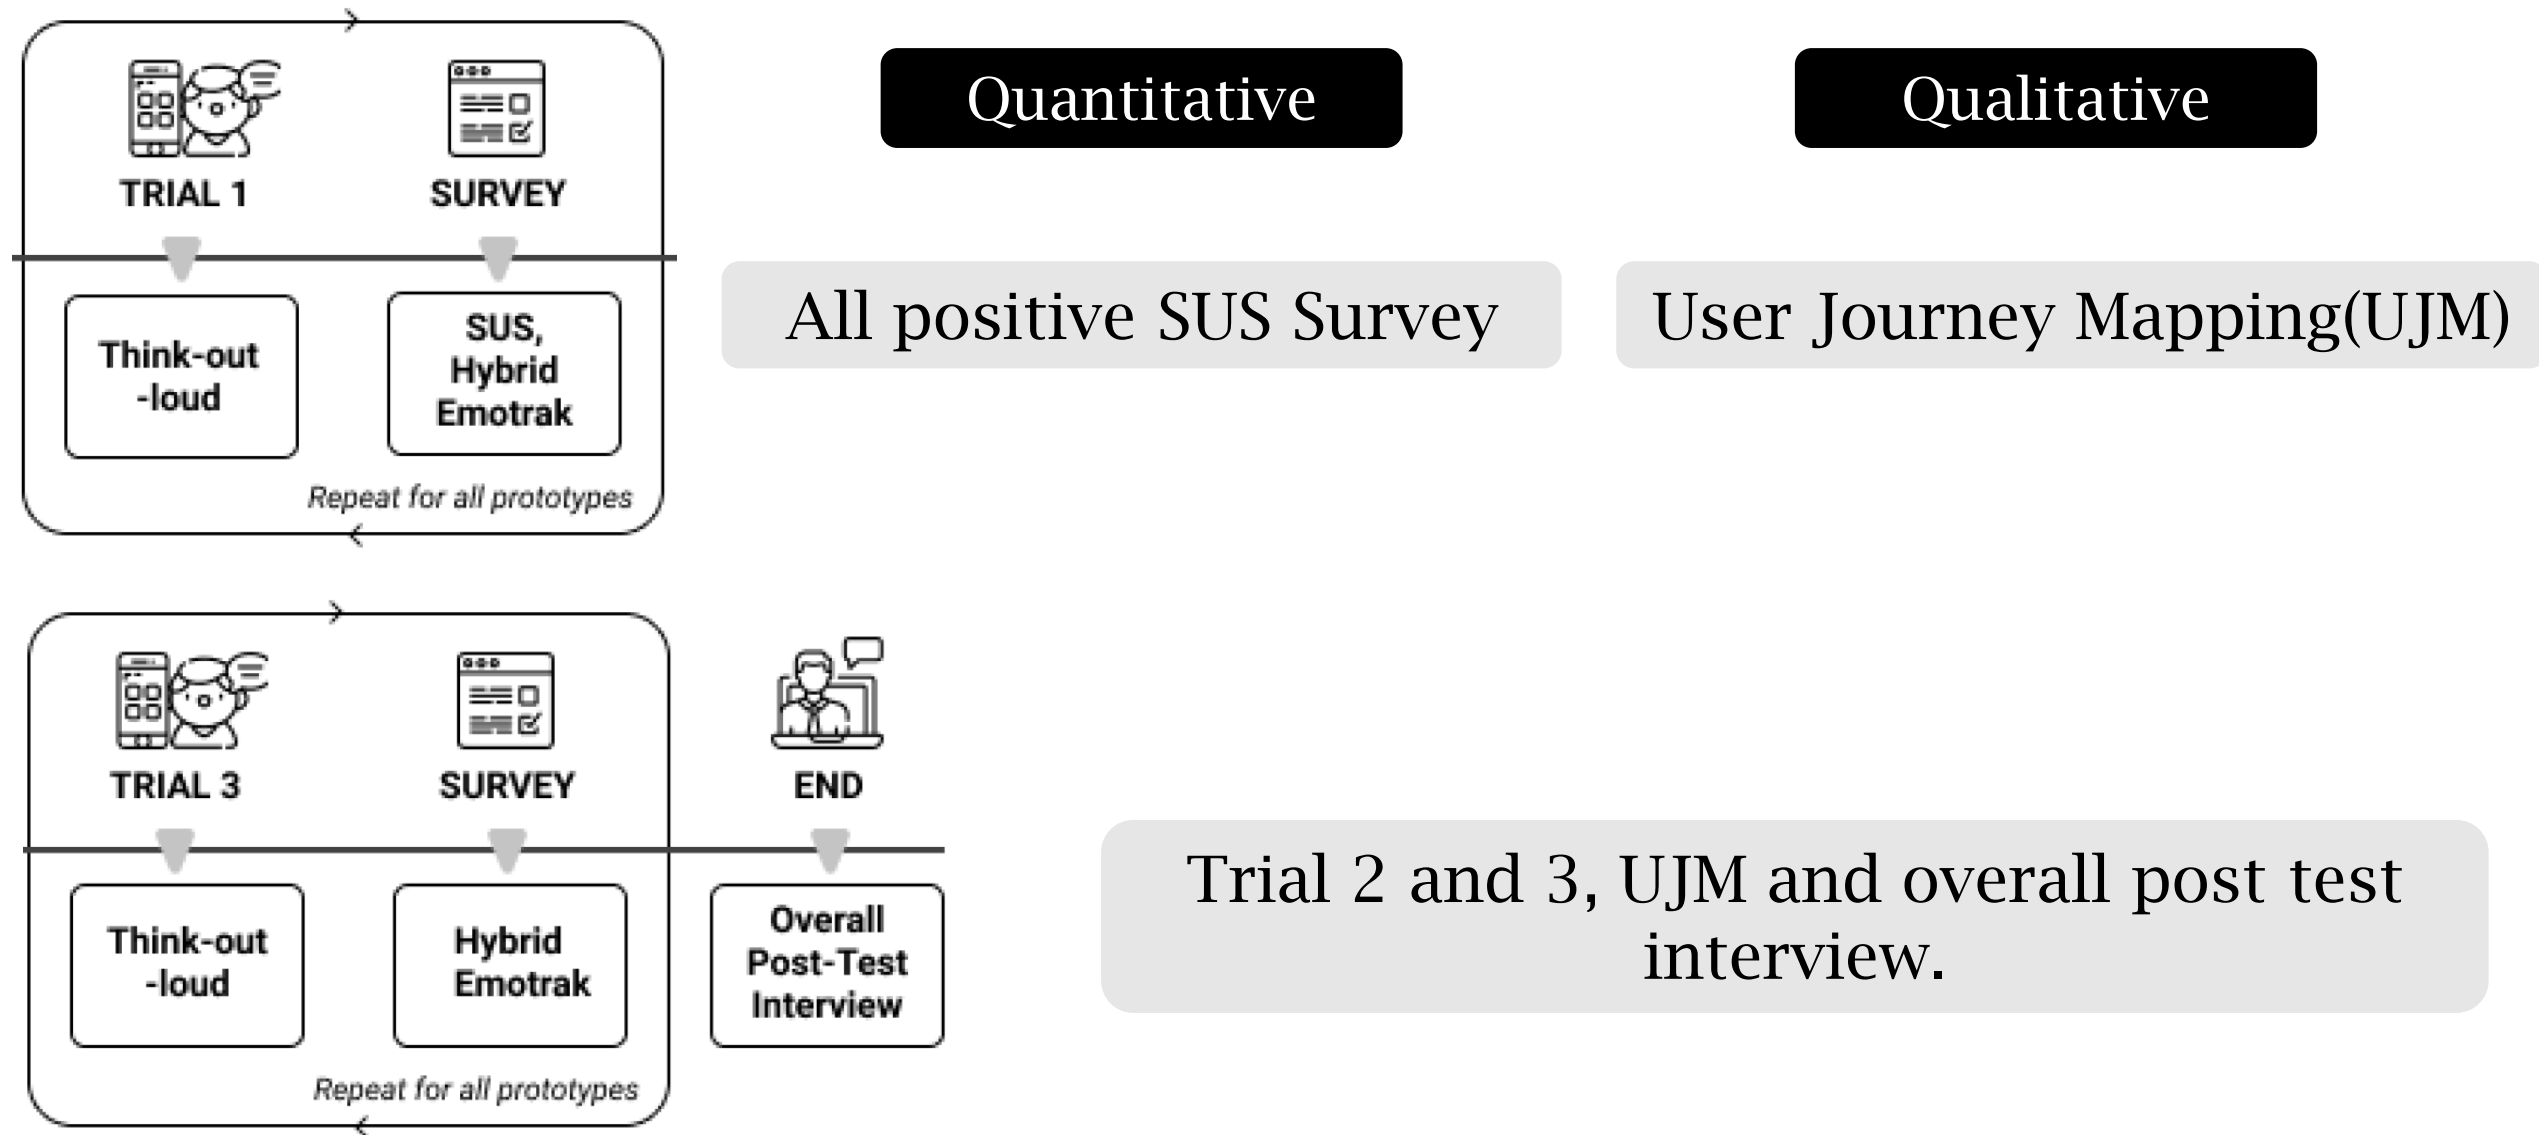 Quantitative
Qualitative
TRIAL 1
SURVEY
All positive SUS Survey
User Journey Mapping(UJM)
Think-out
-loud
SUS,
Hybrid
Emotrak
Repeat for all prototypes
TRIAL 3
SURVEY
END
Think-out
-loud
Hybrid
Emotrak
Overall
Post-Test
Interview
Repeat for all prototypes
Trial 2 and 3, UJM and overall post test
interview.